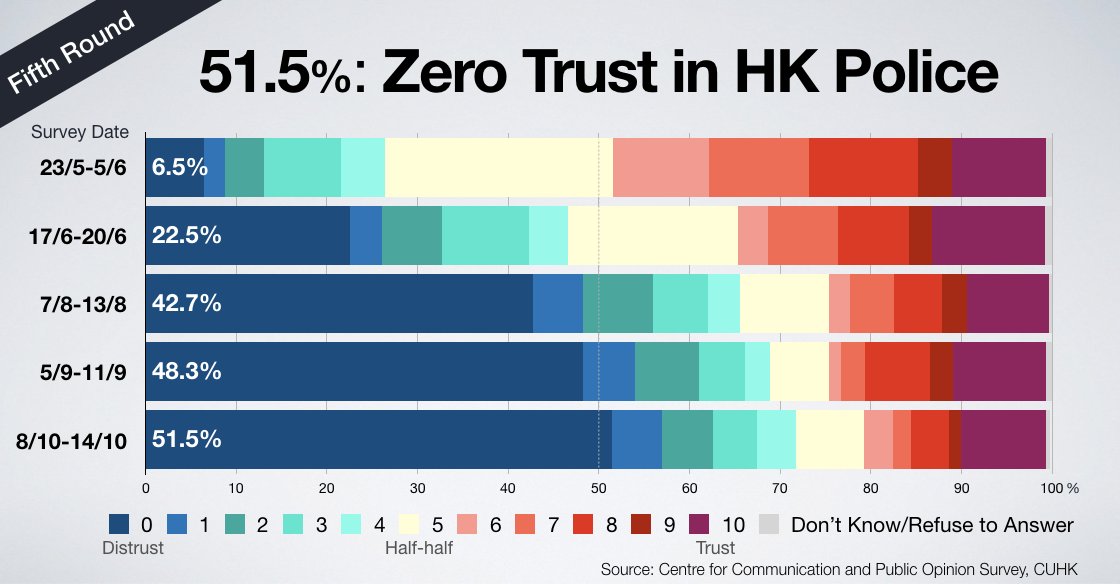 Fifth Round
51.5%: Zero Trust in HK Police
Survey Date
23/5-5/6
6.5%
17/6-20/6
22.5%
7/8-13/8
42.7%
5/9-11/9
48.3%
8/10-14/10
51.5%
0 10 20 30 40 50 60 70 80 90 100 %
0 1 2 3 4 5 6 7 8 9 10 Don’t Know/Refuse to Answer
Distrust Half-half Trust
Source: Centre for Communication and Public Opinion Survey, CUHK